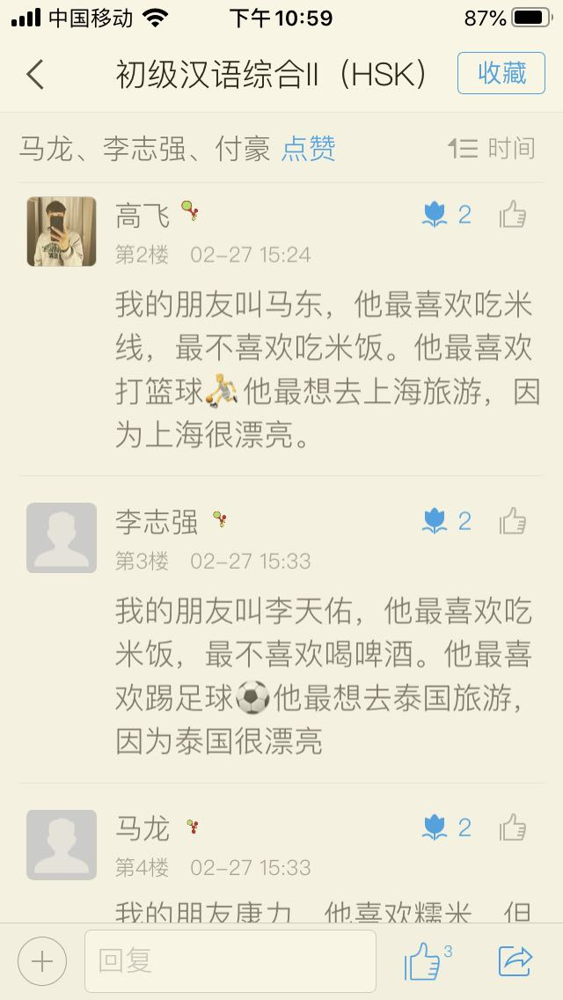 中国移动 下午10:59 87%
初级汉语综合II（HSK） 收藏
马龙、李志强、付豪 点赞 时间
高飞 2
第2楼 02-27 15:24
我的朋友叫马东，他最喜欢吃米
线，最不喜欢吃米饭。他最喜欢
打篮球⛹️他最想去上海旅游，因
为上海很漂亮。
李志强 2
第3楼 02-27 15:33
我的朋友叫李天佑，他最喜欢吃
米饭，最不喜欢喝啤酒。他最喜
欢踢足球⚽他最想去泰国旅游，
因为泰国很漂亮
马龙 2
第4楼 02-27 15:33
我的朋友康力 他喜欢糯米 但
回复 3